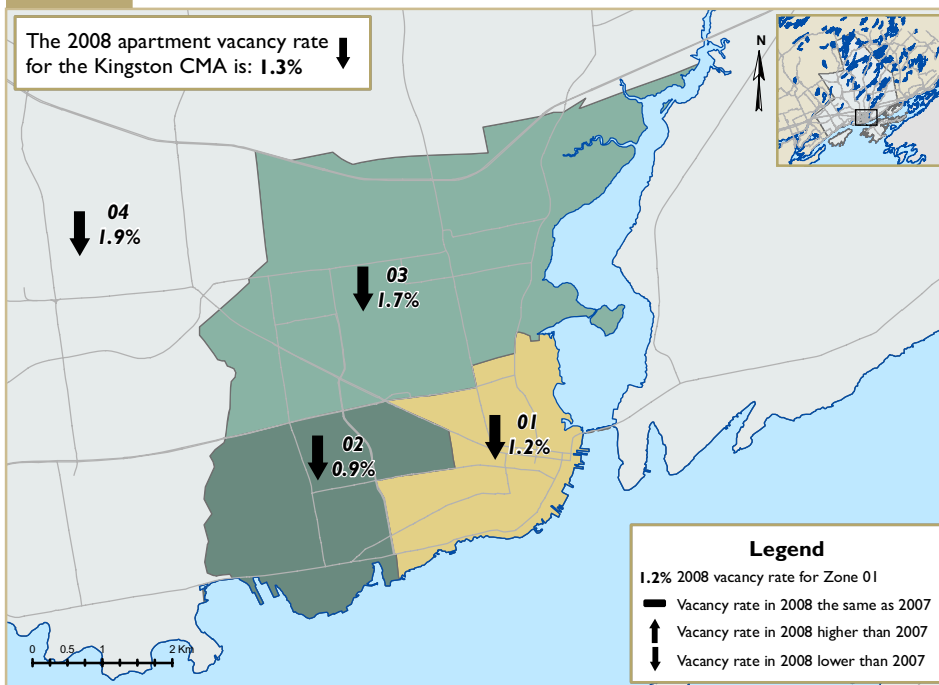 The 2008 apartment vacancy rate
for the Kingston CMA is: 1.3%
N
04
1.9%
03
1.7%
02
0.9%
01
1.2%
0 0.5 1 2 Km
Legend
1.2% 2008 vacancy rate for Zone 01
Vacancy rate in 2008 the same as 2007
Vacancy rate in 2008 higher than 2007
Vacancy rate in 2008 lower than 2007